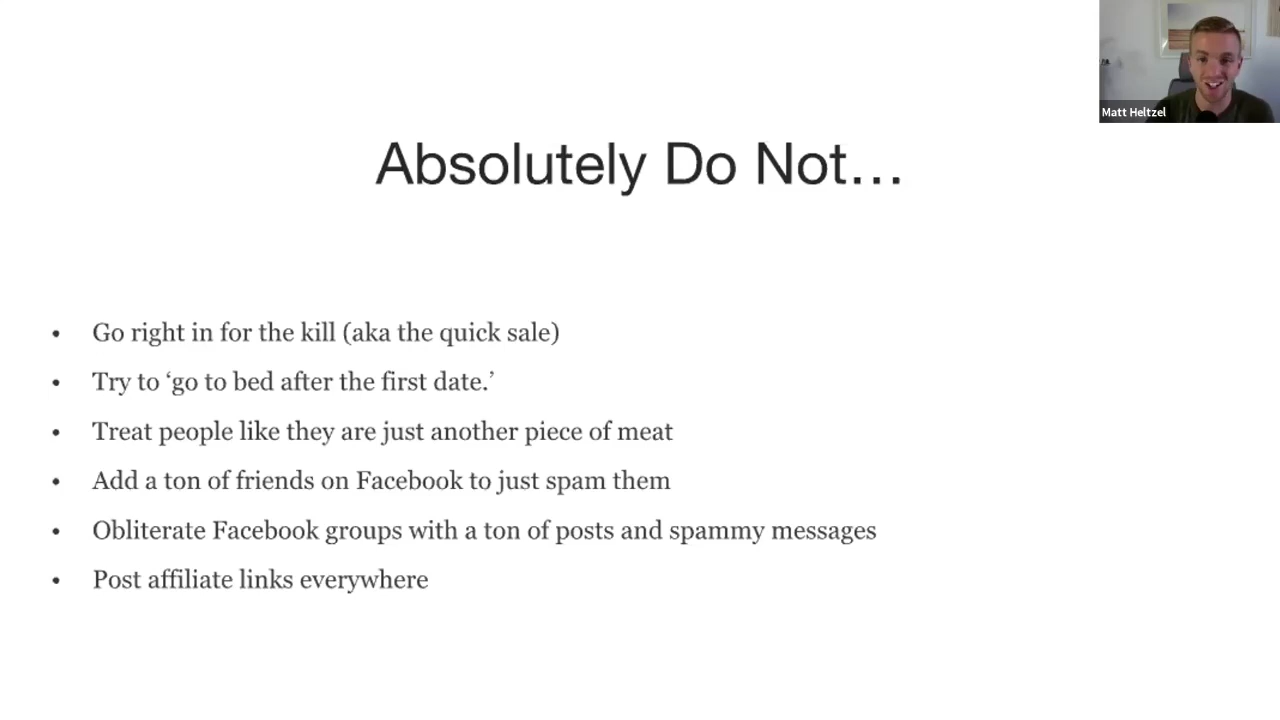 Matt Heltzel
Absolutely Do Not…
• Go right in for the kill (aka the quick sale)
• Try to ‘go to bed after the first date.’
• Treat people like they are just another piece of meat
• Add a ton of friends on Facebook to just spam them
• Obliterate Facebook groups with a ton of posts and spammy messages
• Post affiliate links everywhere